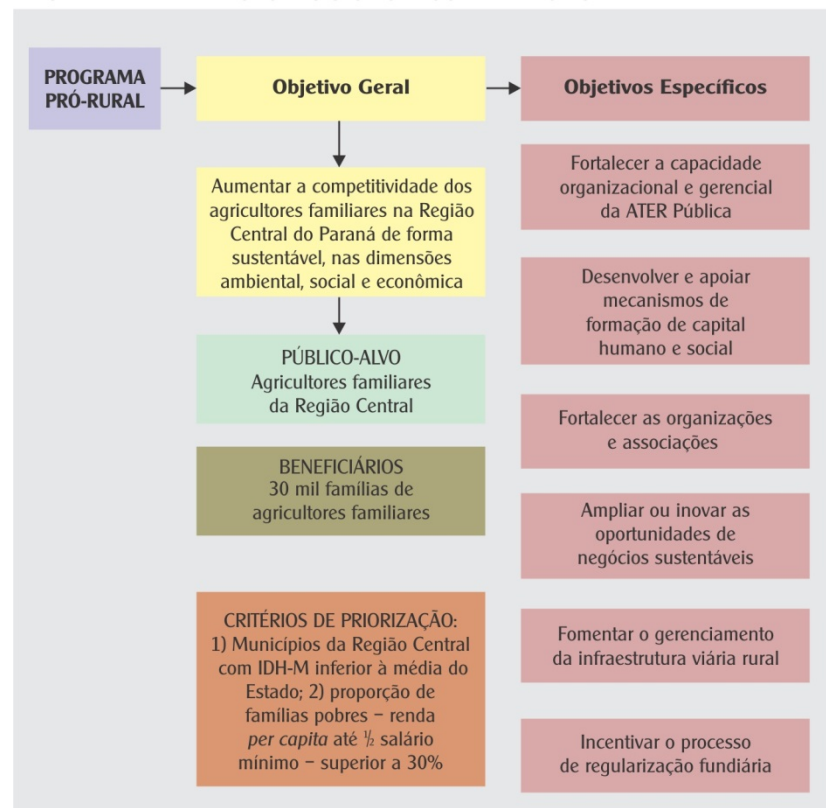 PROGRAMA
PRÓ-RURAL
Objetivo Geral
Aumentar a competitividade dos
agricultores familiares na Região
Central do Paraná de forma
sustentável, nas dimensões
ambiental, social e econômica
PÚBLICO-ALVO
Agricultores familiares
da Região Central
BENEFICIÁRIOS
30 mil famílias de
agricultores familiares
CRITÉRIOS DE PRIORIZAÇÃO:
1) Municípios da Região Central
com IDH-M inferior à média do
Estado; 2) proporção de
famílias pobres – renda
per capita até ½ salário
mínimo – superior a 30%
Objetivos Específicos
Fortalecer a capacidade
organizacional e gerencial
da ATER Pública
Desenvolver e apoiar
mecanismos de
formação de capital
humano e social
Fortalecer as organizações
e associações
Ampliar ou inovar as
oportunidades de
negócios sustentáveis
Fomentar o gerenciamento
da infraestrutura viária rural
Incentivar o processo
de regularização fundiária